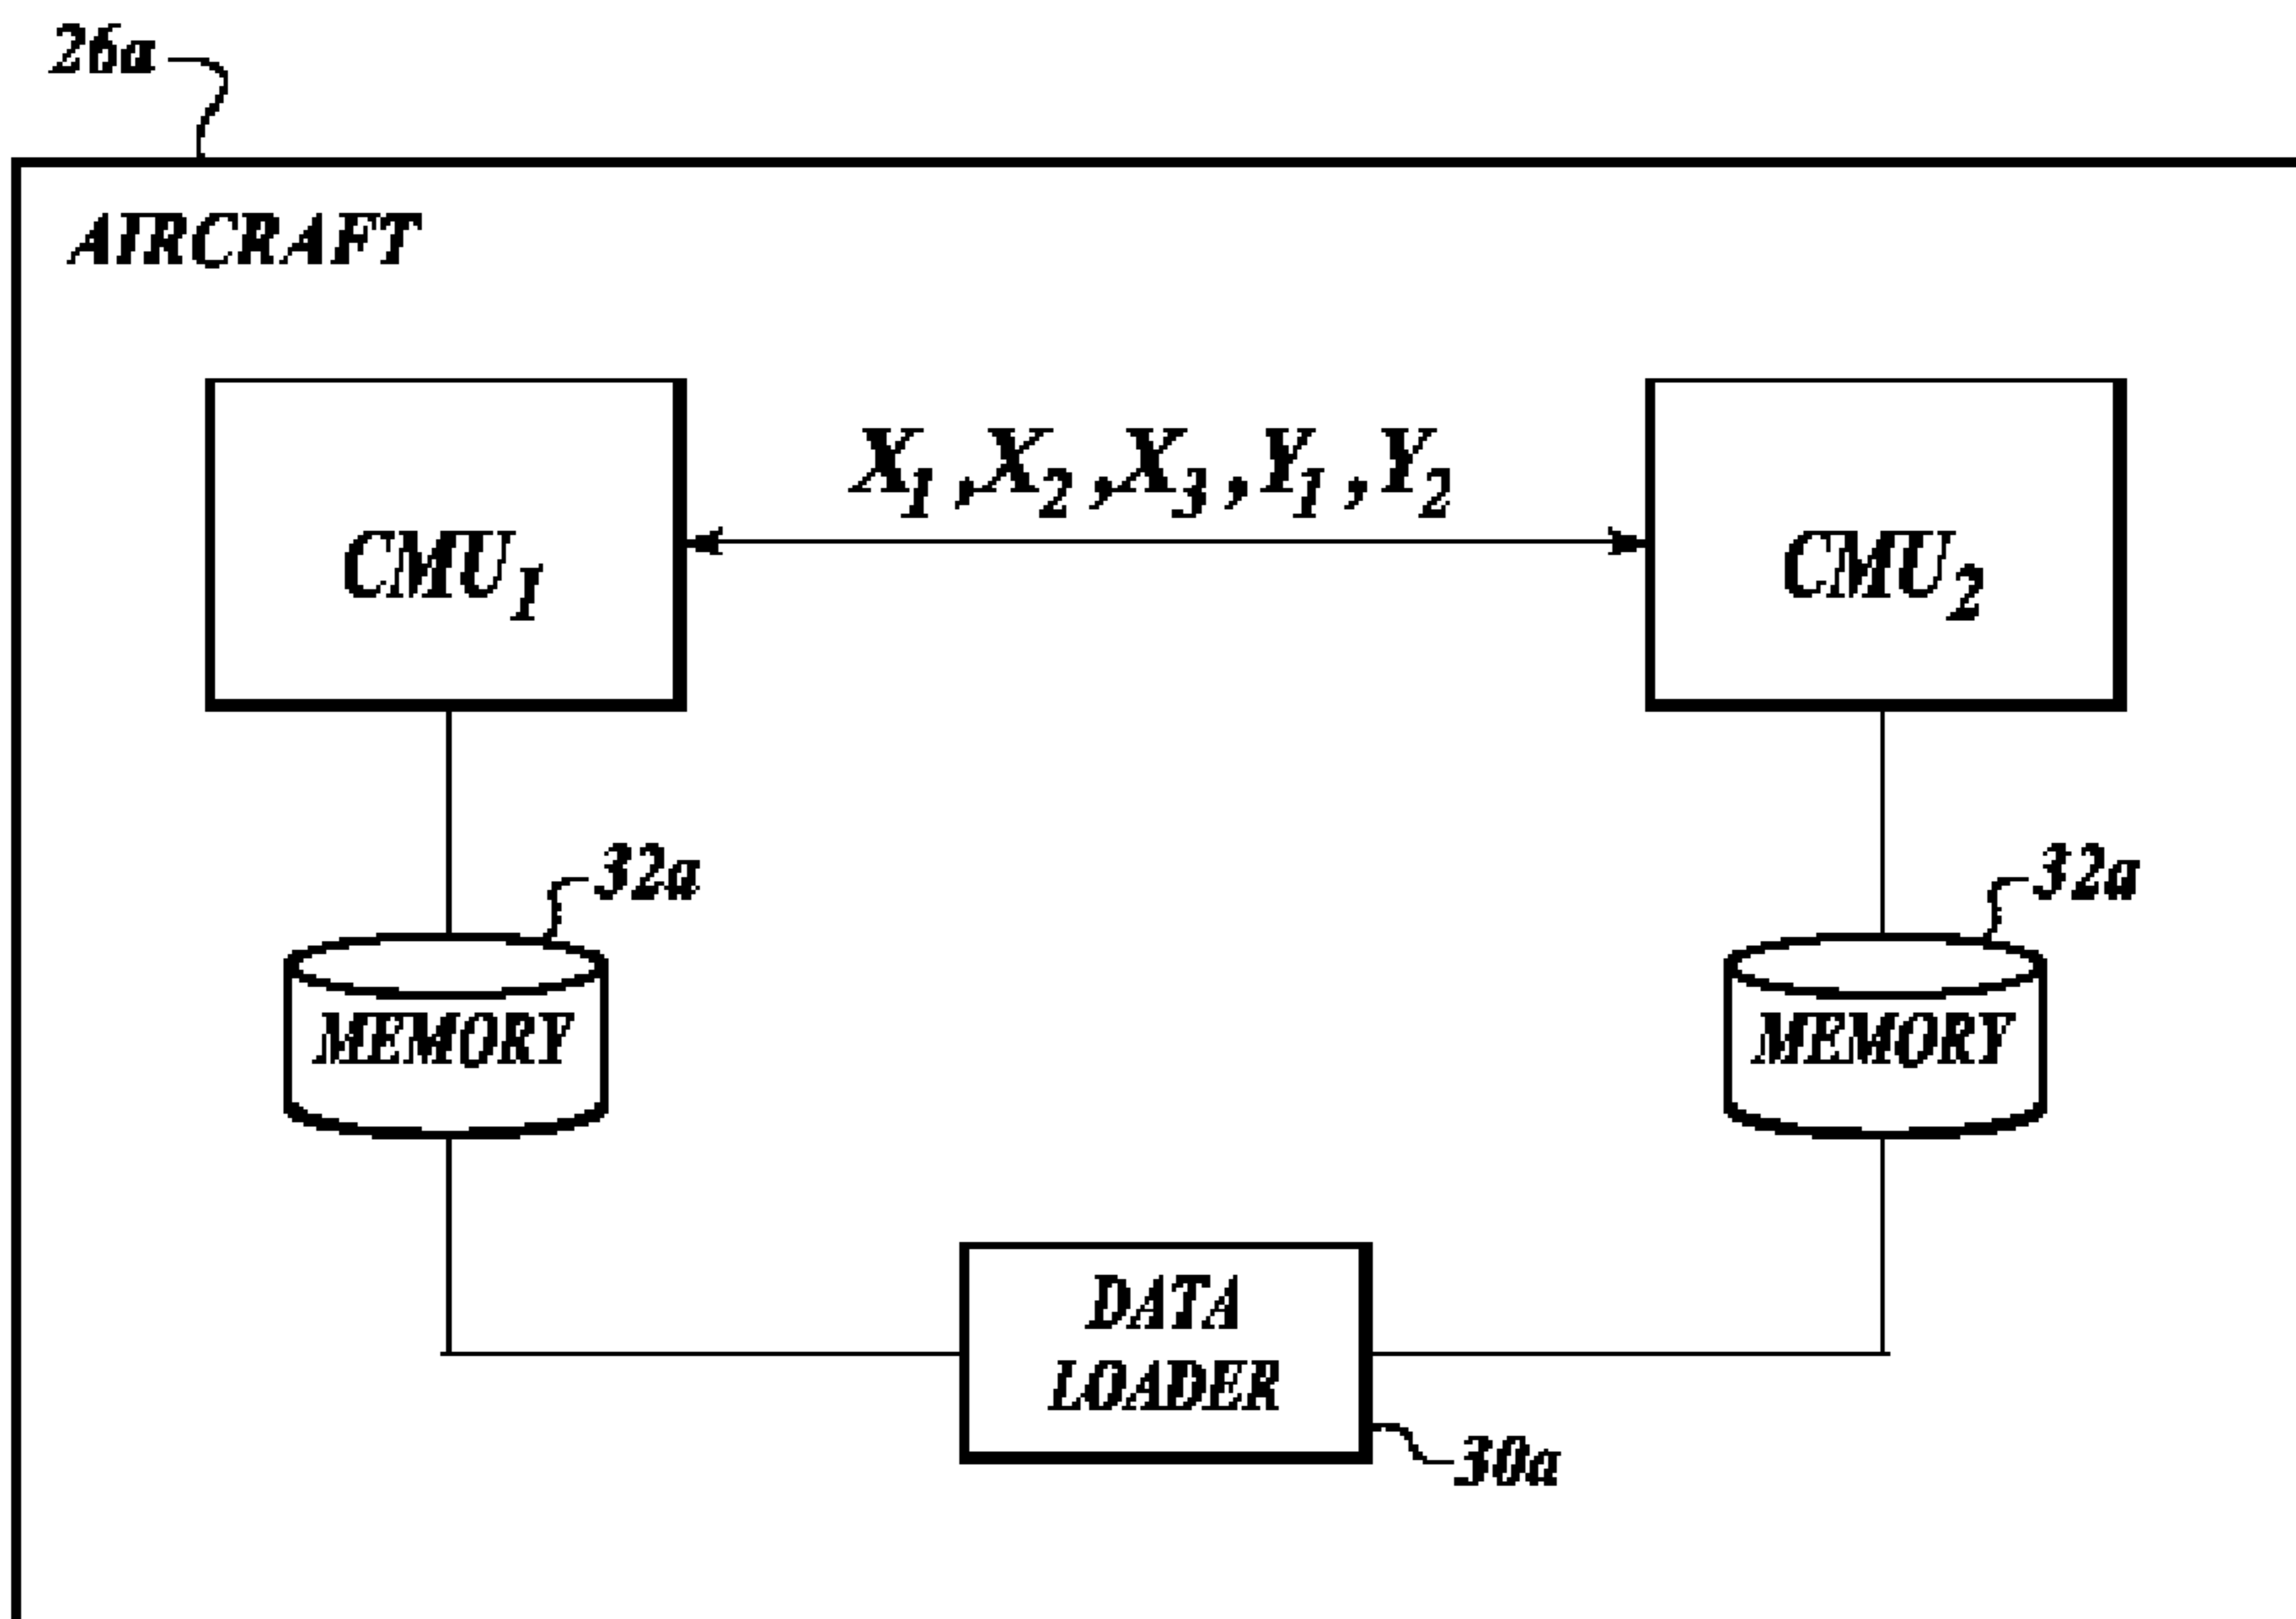 26a
AIRCRAFT
X₁,X₂,X₃,Y₁,Y₂
CMU₁
CMU₂
32a
32a
MEMORY
MEMORY
DATA
LOADER
30a